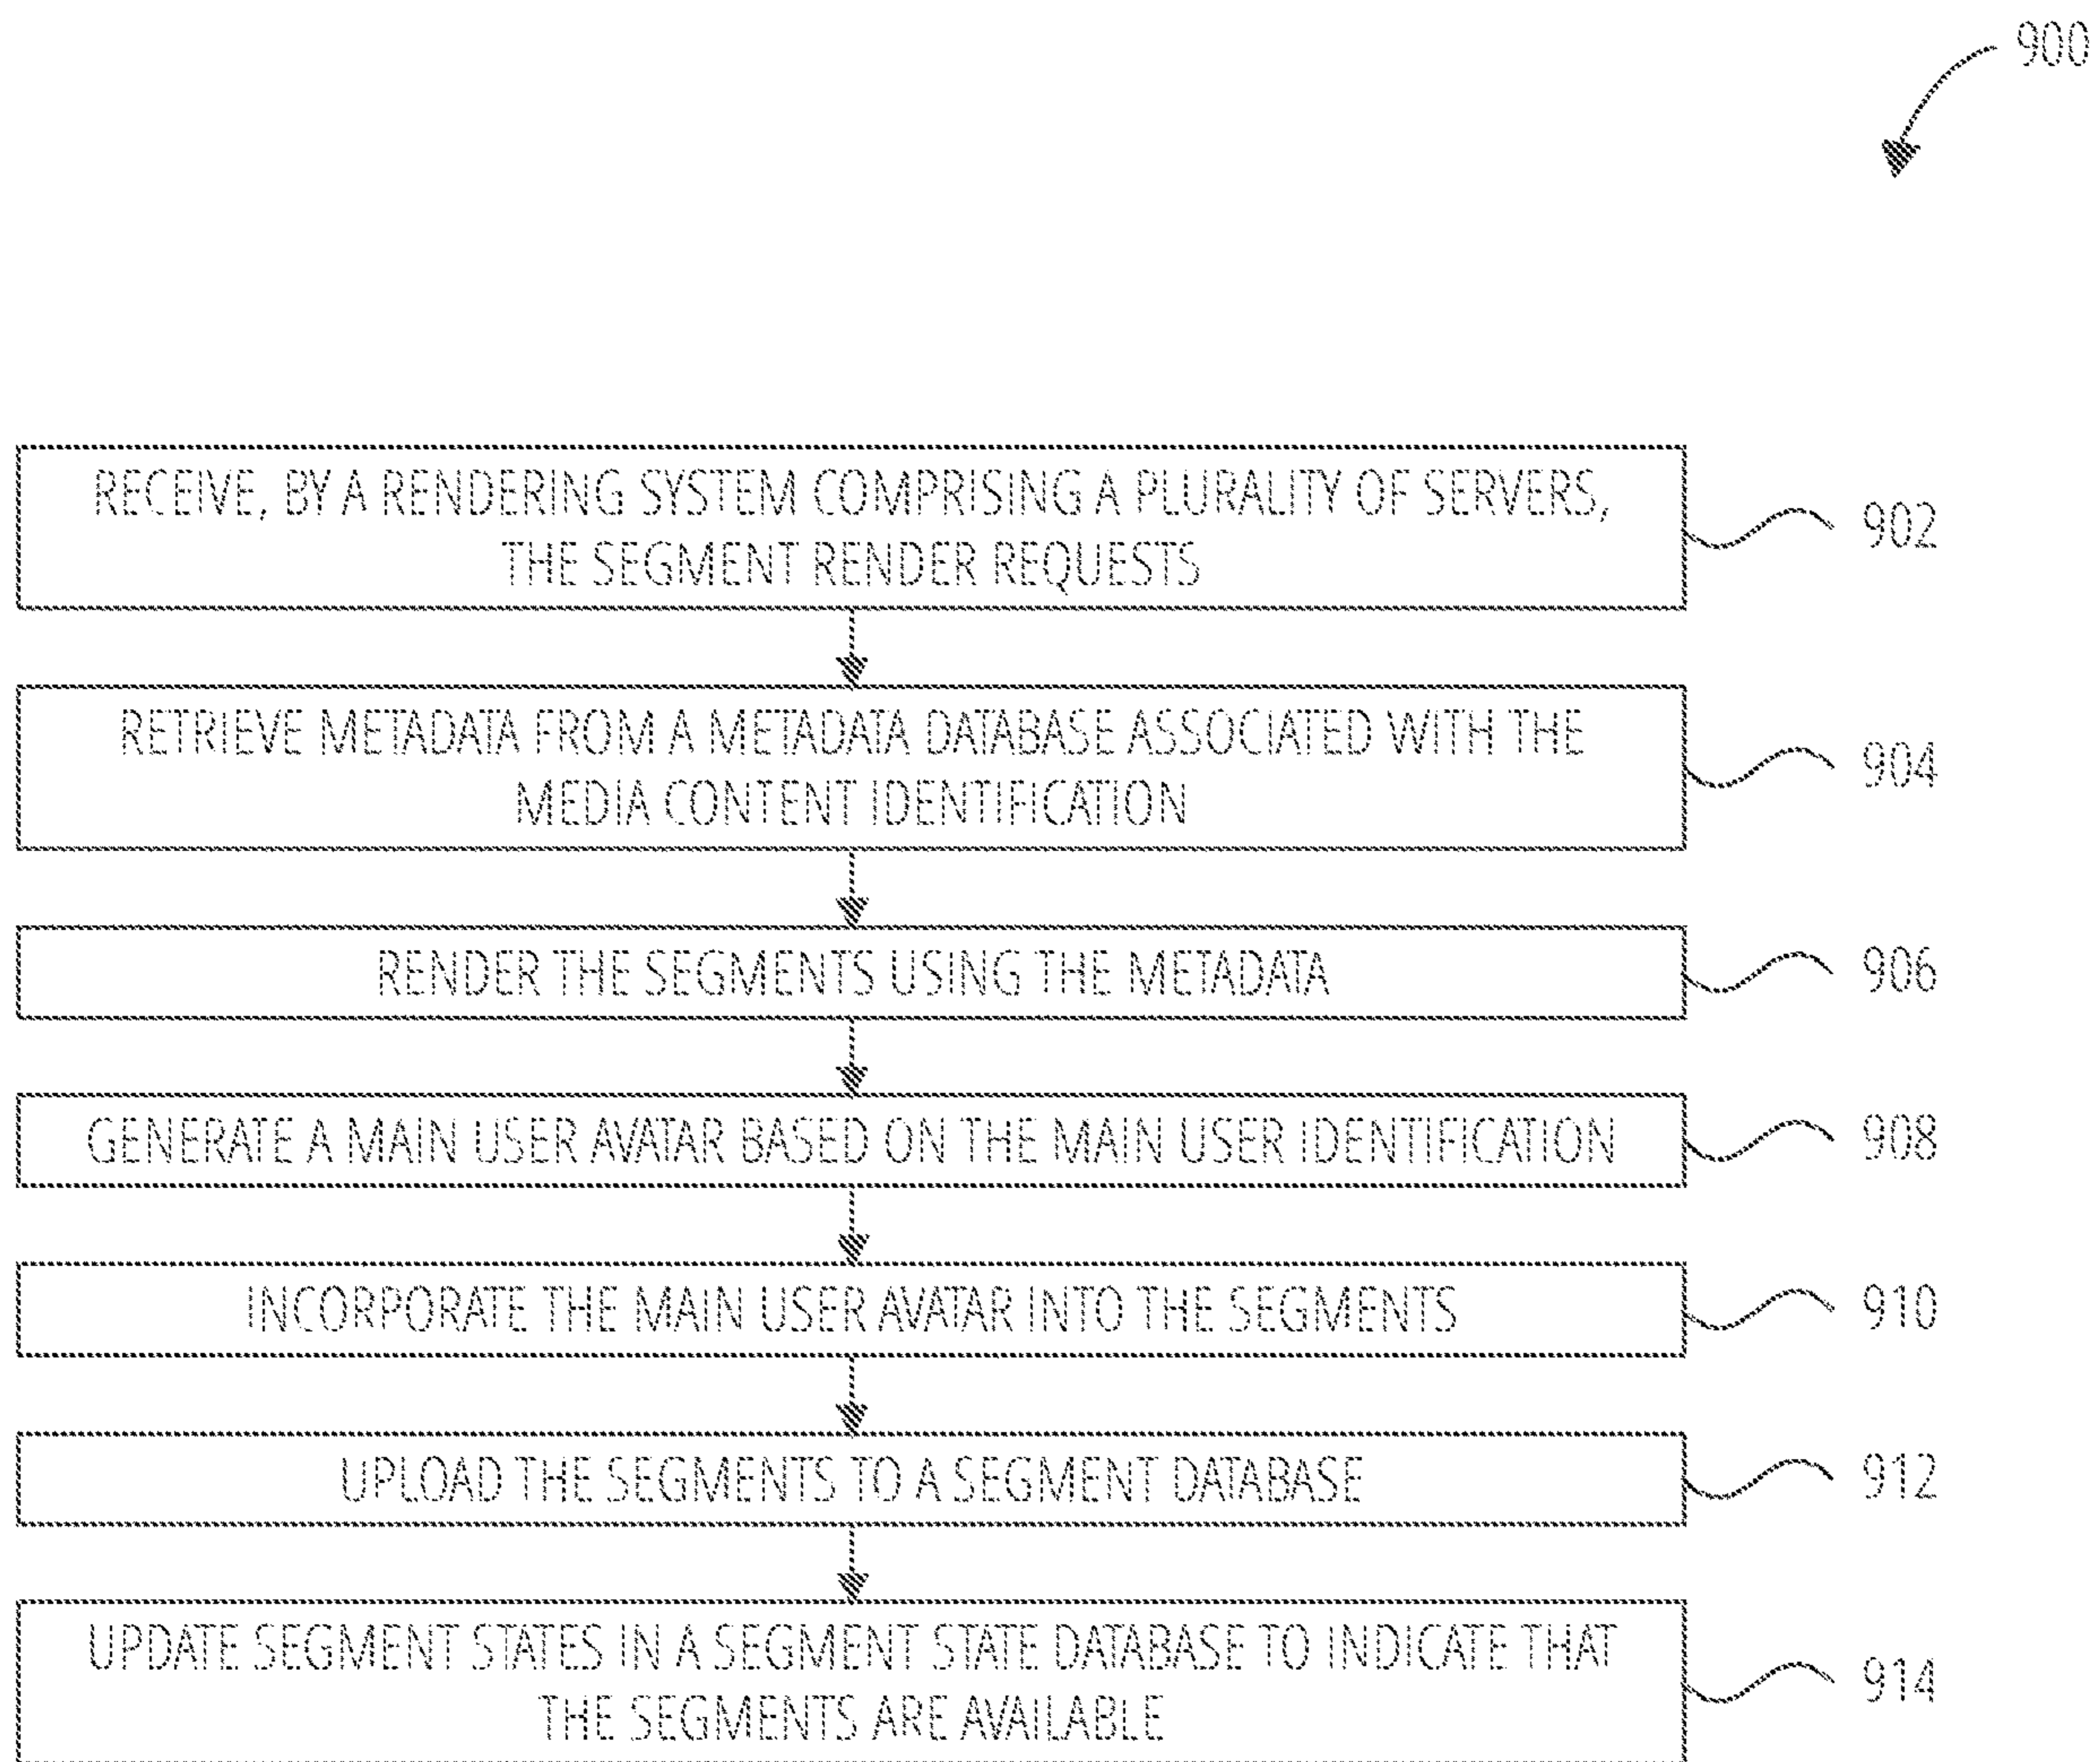 900
RECEIVE, BY A RENDERING SYSTEM COMPRISING A PLURALITY OF SERVERS,
THE SEGMENT RENDER REQUESTS
902
RETRIEVE METADATA FROM A METADATA DATABASE ASSOCIATED WITH THE
MEDIA CONTENT IDENTIFICATION
904
RENDER THE SEGMENTS USING THE METADATA
906
GENERATE A MAIN USER AVATAR BASED ON THE MAIN USER IDENTIFICATION
908
INCORPORATE THE MAIN USER AVATAR INTO THE SEGMENTS
910
UPLOAD THE SEGMENTS TO A SEGMENT DATABASE
912
UPDATE SEGMENT STATES IN A SEGMENT STATE DATABASE TO INDICATE THAT
THE SEGMENTS ARE AVAILABLE
914